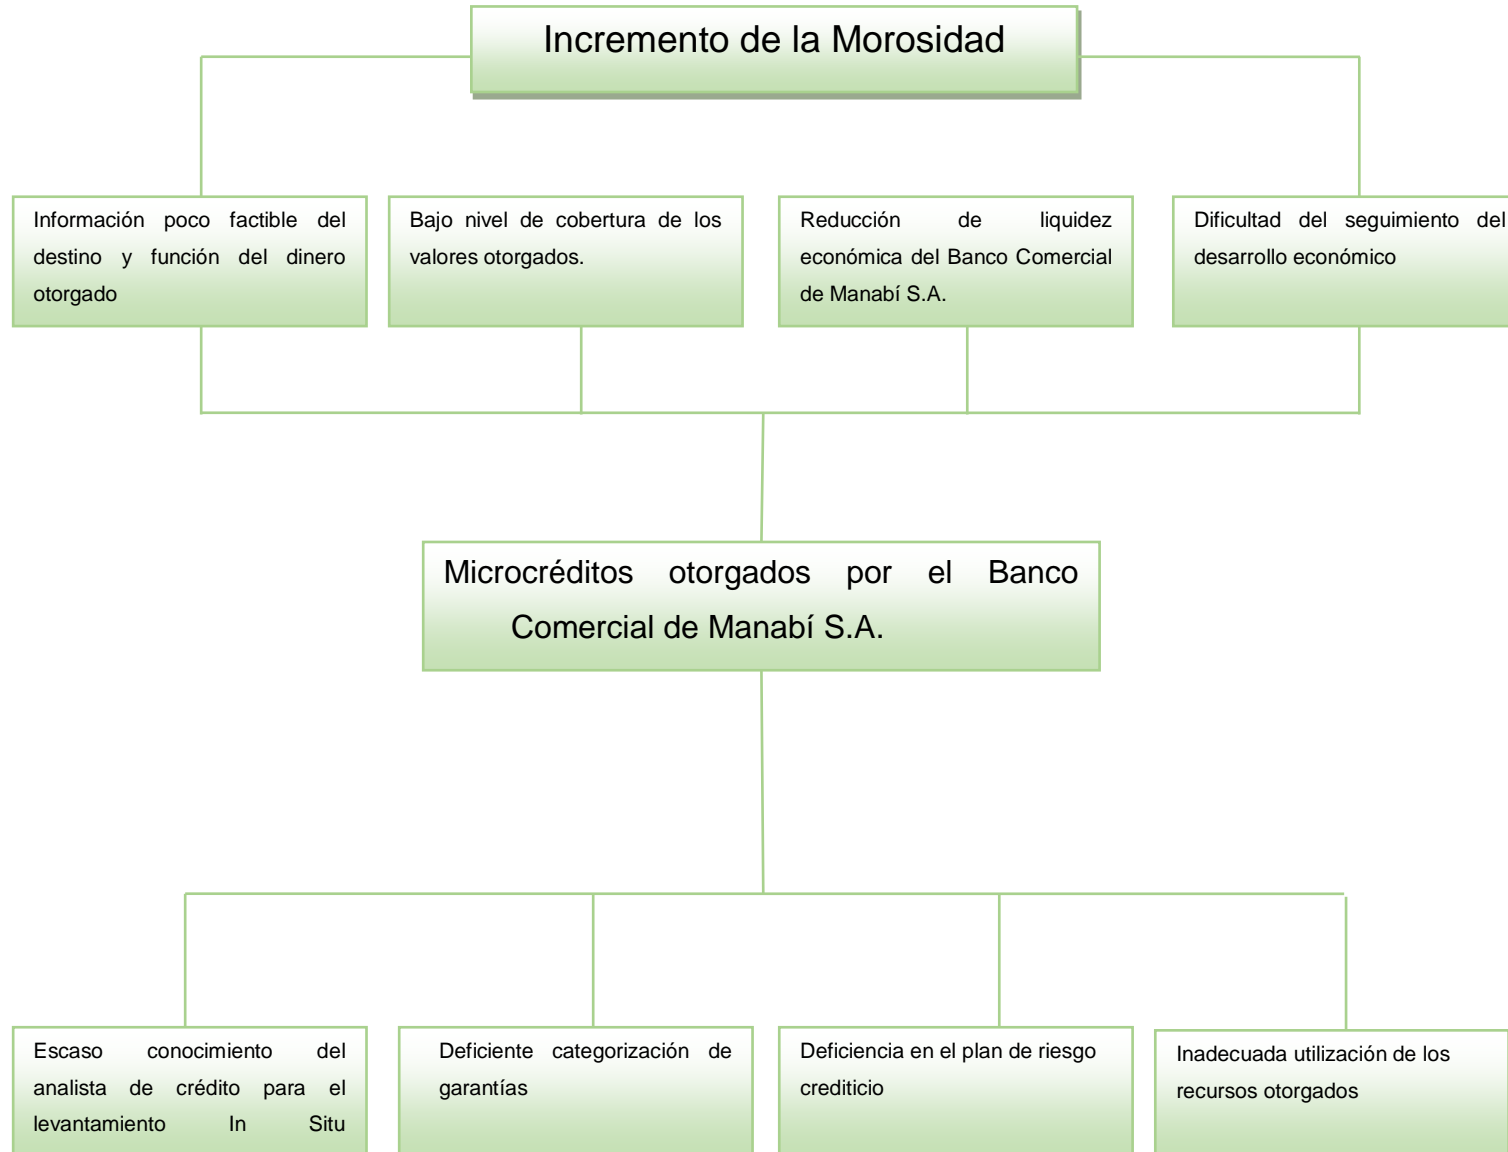 Incremento de la Morosidad
Información poco factible del
destino y función del dinero
otorgado
Bajo nivel de cobertura de los
valores otorgados.
Reducción de liquidez
económica del Banco Comercial
de Manabí S.A.
Dificultad del seguimiento del
desarrollo económico
Microcréditos otorgados por el Banco
Comercial de Manabí S.A.
Escaso conocimiento del
analista de crédito para el
levantamiento In Situ
Deficiente categorización de
garantías
Deficiencia en el plan de riesgo
crediticio
Inadecuada utilización de los
recursos otorgados